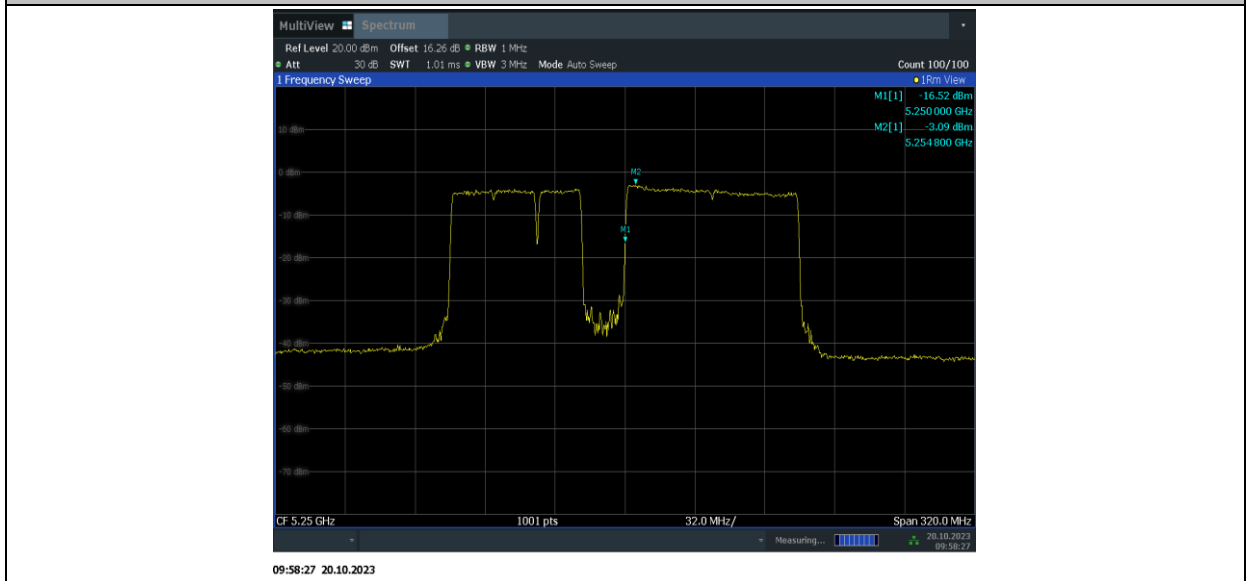 MultiView Spectrum
Ref Level 20.00 dBm Offset 16.26 dB RBW 1 MHz
Att 30 dB SWT 1.01 ms VBW 3 MHz Mode Auto Sweep Count 100/100
1 Frequency Sweep 1Rm View
M1[1] -16.52 dBm
5.250 000 GHz
10 dBm
M2[1] -3.09 dBm
5.254 800 GHz
0 dBm
M2
-10 dBm
M1
-20 dBm
-30 dBm
-40 dBm
-50 dBm
-60 dBm
-70 dBm
CF 5.25 GHz 1001 pts 32.0 MHz/ Span 320.0 MHz
Measuring... 20.10.2023
09:58:27
09:58:27 20.10.2023